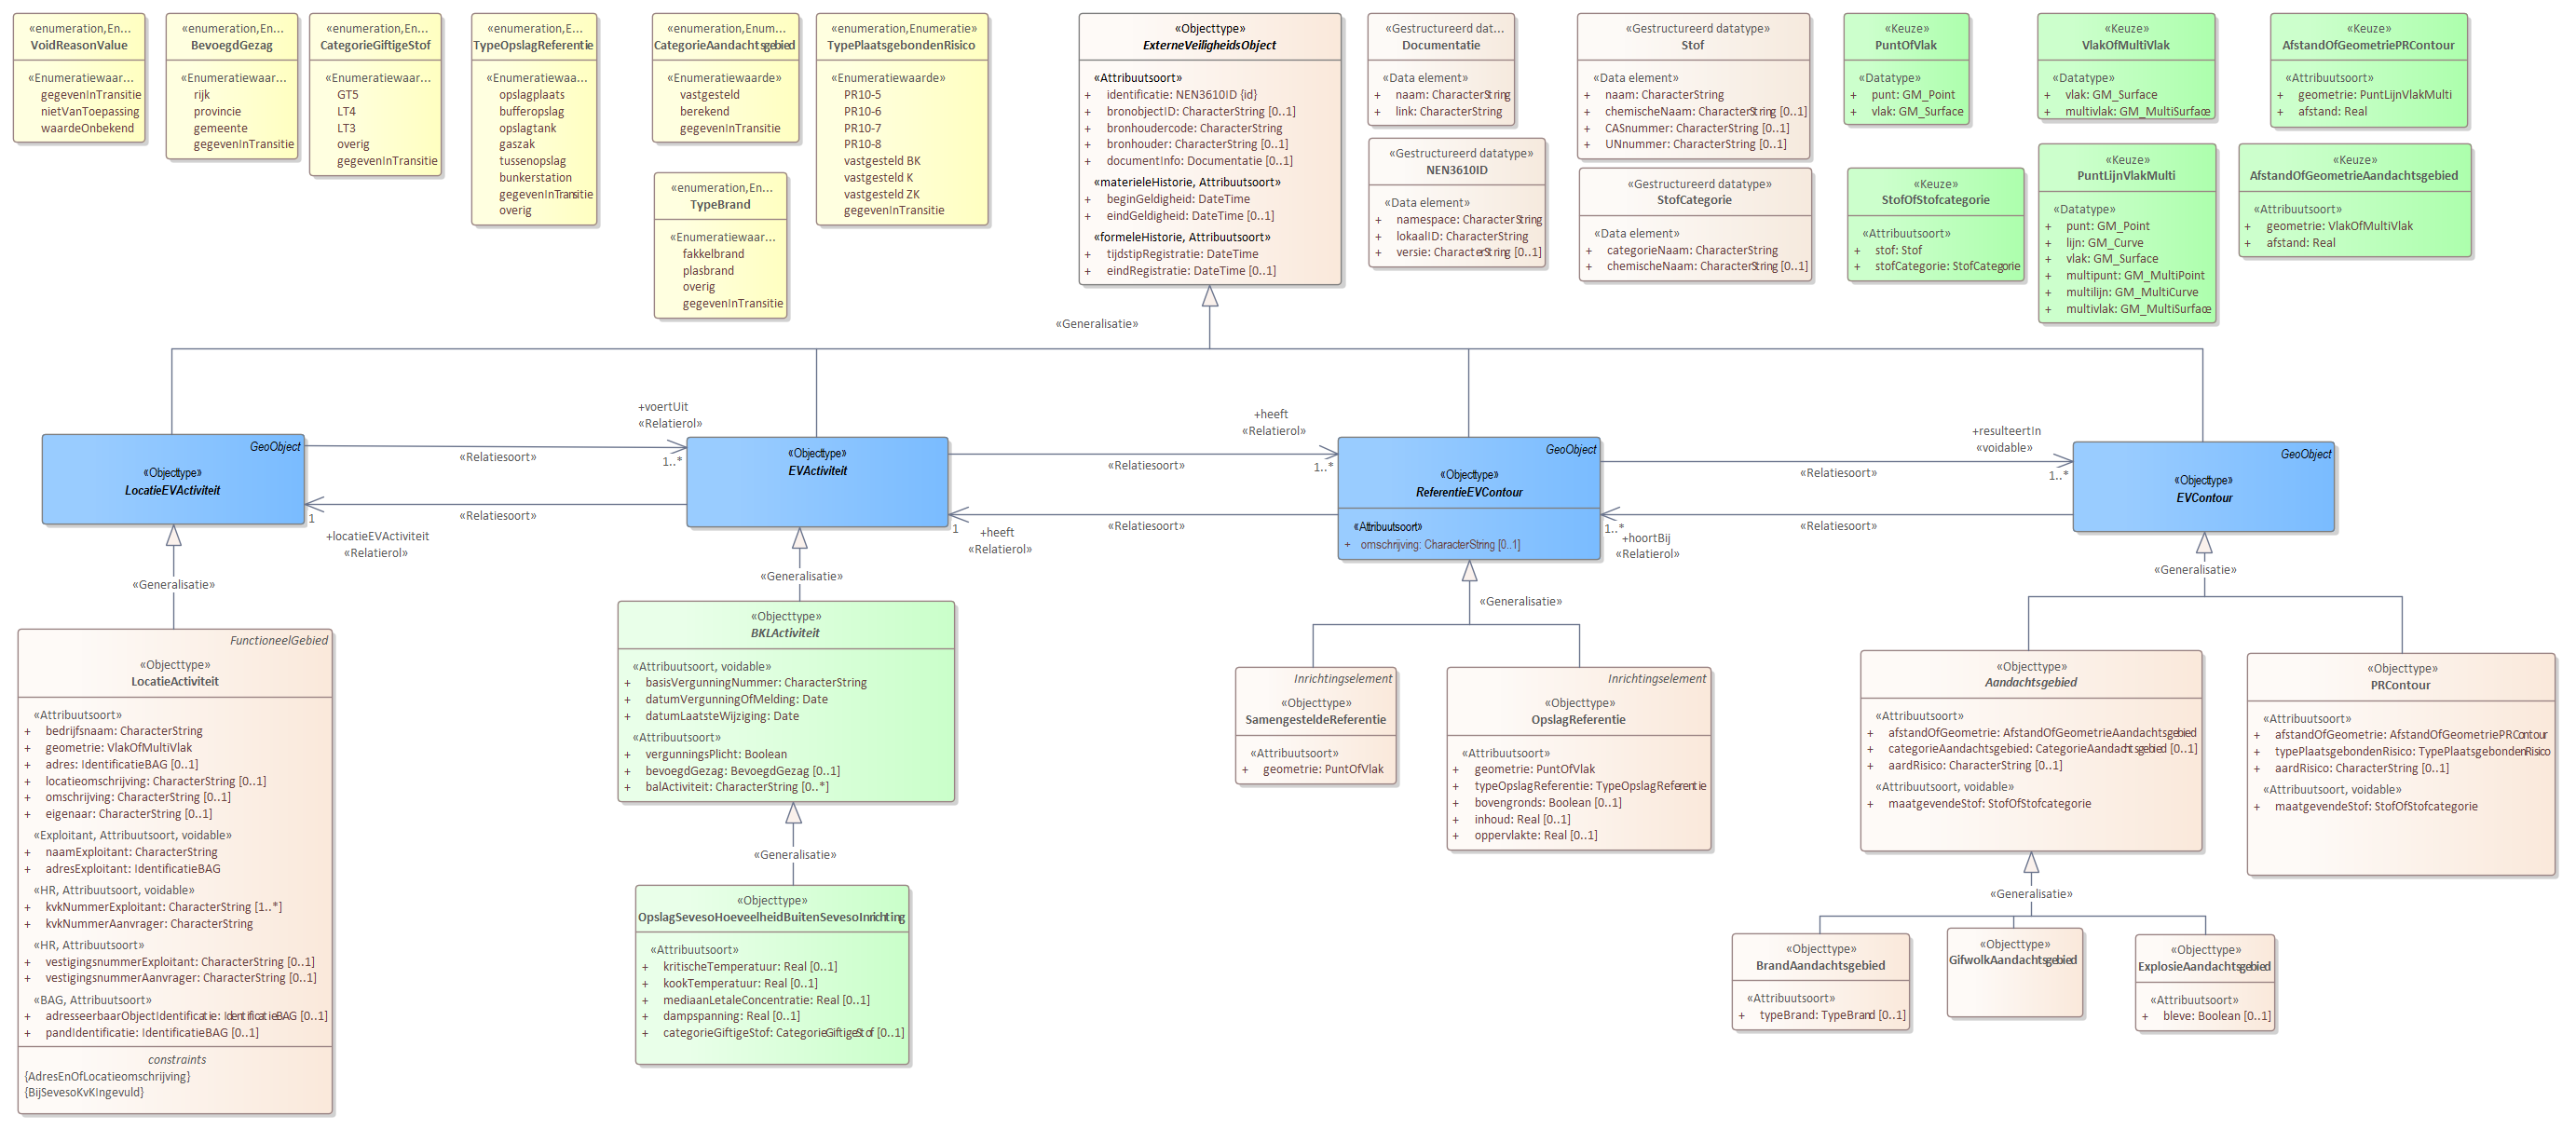 «enumeration,En...
VoidReasonValue
«Enumeratiewaar...
gegevenInTransitie
nietVanToepassing
waardeOnbekend
«enumeration,En...
BevoegdGezag
«Enumeratiewaar...
rijk
provincie
gemeente
gegevenInTransitie
«enumeration,En...
CategorieGiftigeStof
«Enumeratiewaar...
GT5
LT4
LT3
overig
gegevenInTransitie
«enumeration,E...
TypeOpslagReferentie
«Enumeratiewaa...
opslagplaats
bufferopslag
opslagtank
gaszak
tussenopslag
bunkerstation
gegevenInTransitie
overig
«enumeration,Enum...
CategorieAandachtsgebied
«Enumeratiewaarde»
vastgesteld
berekend
gegevenInTransitie
«enumeration,En...
TypeBrand
«Enumeratiewaar...
fakkelbrand
plasbrand
overig
gegevenInTransitie
«enumeration,Enumeratie»
TypePlaatsgebondenRisico
«Enumeratiewaarde»
PR10-5
PR10-6
PR10-7
PR10-8
vastgesteld BK
vastgesteld K
vastgesteld ZK
gegevenInTransitie
«Objecttype»
ExterneVeiligheidsObject
«Attribuutsoort»
+ identificatie: NEN3610ID {id}
+ bronobjectID: CharacterString [0..1]
+ bronhoudercode: CharacterString
+ bronhouder: CharacterString [0..1]
+ documentInfo: Documentatie [0..1]
«materieleHistorie, Attribuutsoort»
+ beginGeldigheid: DateTime
+ eindGeldigheid: DateTime [0..1]
«formeleHistorie, Attribuutsoort»
+ tijdstipRegistratie: DateTime
+ eindRegistratie: DateTime [0..1]
«Gestructureerd dat...
Documentatie
«Data element»
+ naam: CharacterString
+ link: CharacterString
«Gestructureerd datatype»
NEN3610ID
«Data element»
+ namespace: CharacterString
+ lokaalID: CharacterString
+ versie: CharacterString [0..1]
«Gestructureerd datatype»
Stof
«Data element»
+ naam: CharacterString
+ chemischeNaam: CharacterString [0..1]
+ CASnummer: CharacterString [0..1]
+ UNnummer: CharacterString [0..1]
«Gestructureerd datatype»
StofCategorie
«Data element»
+ categorieNaam: CharacterString
+ chemischeNaam: CharacterString [0..1]
«Keuze»
PuntOfVlak
«Datatype»
+ punt: GM_Point
+ vlak: GM_Surface
«Keuze»
StofOfStofcategorie
«Attribuutsoort»
+ stof: Stof
+ stofCategorie: StofCategorie
«Keuze»
VlakOfMultiVlak
«Datatype»
+ vlak: GM_Surface
+ multivlak: GM_MultiSurface
«Keuze»
PuntLijnVlakMulti
«Datatype»
+ punt: GM_Point
+ lijn: GM_Curve
+ vlak: GM_Surface
+ multipunt: GM_MultiPoint
+ multilijn: GM_MultiCurve
+ multivlak: GM_MultiSurface
«Keuze»
AfstandOfGeometriePRContour
«Attribuutsoort»
+ geometrie: PuntLijnVlakMulti
+ afstand: Real
«Keuze»
AfstandOfGeometrieAandachtsgebied
«Attribuutsoort»
+ geometrie: VlakOfMultiVlak
+ afstand: Real
«Generalisatie»
GeoObject
«Objecttype»
LocatieEVActiviteit
«Relatiesoort»
+voertUit
«Relatierol»
1..*
«Relatiesoort»
1
+locatieEVActiviteit
«Relatierol»
«Objecttype»
EVActiviteit
«Relatiesoort»
+heeft
«Relatierol»
1..*
«Relatiesoort»
1
+heeft
«Relatierol»
GeoObject
«Objecttype»
ReferentieEVContour
«Attribuutsoort»
+ omschrijving: CharacterString [0..1]
«Relatiesoort»
+resulteertIn
«voidable»
1..*
«Relatiesoort»
1..*
+hoortBij
«Relatierol»
GeoObject
«Objecttype»
EVContour
«Generalisatie»
«Generalisatie»
«Generalisatie»
«Generalisatie»
FunctioneelGebied
«Objecttype»
LocatieActiviteit
«Attribuutsoort»
+ bedrijfsnaam: CharacterString
+ geometrie: VlakOfMultiVlak
+ adres: IdentificatieBAG [0..1]
+ locatieomschrijving: CharacterString [0..1]
+ omschrijving: CharacterString [0..1]
+ eigenaar: CharacterString [0..1]
«Exploitant, Attribuutsoort, voidable»
+ naamExploitant: CharacterString
+ adresExploitant: IdentificatieBAG
«HR, Attribuutsoort, voidable»
+ kvkNummerExploitant: CharacterString [1..*]
+ kvkNummerAanvrager: CharacterString
«HR, Attribuutsoort»
+ vestigingsnummerExploitant: CharacterString [0..1]
+ vestigingsnummerAanvrager: CharacterString [0..1]
«BAG, Attribuutsoort»
+ adresseerbaarObjectIdentificatie: IdentificatieBAG [0..1]
+ pandIdentificatie: IdentificatieBAG [0..1]
constraints
{AdresEnOfLocatieomschrijving}
{BijSevesoKvKIngevuld}
«Objecttype»
BKLActiviteit
«Attribuutsoort, voidable»
+ basisVergunningNummer: CharacterString
+ datumVergunningOfMelding: Date
+ datumLaatsteWijziging: Date
«Attribuutsoort»
+ vergunningsPlicht: Boolean
+ bevoegdGezag: BevoegdGezag [0..1]
+ balActiviteit: CharacterString [0..*]
«Generalisatie»
«Objecttype»
OpslagSevesoHoeveelheidBuitenSevesoInrichting
«Attribuutsoort»
+ kritischeTemperatuur: Real [0..1]
+ kookTemperatuur: Real [0..1]
+ mediaanLetaleConcentratie: Real [0..1]
+ dampspanning: Real [0..1]
+ categorieGiftigeStof: CategorieGiftigeStof [0..1]
Inrichtingselement
«Objecttype»
SamengesteldeReferentie
«Attribuutsoort»
+ geometrie: PuntOfVlak
Inrichtingselement
«Objecttype»
OpslagReferentie
«Attribuutsoort»
+ geometrie: PuntOfVlak
+ typeOpslagReferentie: TypeOpslagReferentie
+ bovengronds: Boolean [0..1]
+ inhoud: Real [0..1]
+ oppervlakte: Real [0..1]
«Objecttype»
Aandachtsgebied
«Attribuutsoort»
+ afstandOfGeometrie: AfstandOfGeometrieAandachtsgebied
+ categorieAandachtsgebied: CategorieAandachtsgebied [0..1]
+ aardRisico: CharacterString [0..1]
«Attribuutsoort, voidable»
+ maatgevendeStof: StofOfStofcategorie
«Objecttype»
PRContour
«Attribuutsoort»
+ afstandOfGeometrie: AfstandOfGeometriePRContour
+ typePlaatsgebondenRisico: TypePlaatsgebondenRisico
+ aardRisico: CharacterString [0..1]
«Attribuutsoort, voidable»
+ maatgevendeStof: StofOfStofcategorie
«Generalisatie»
«Objecttype»
BrandAandachtsgebied
«Attribuutsoort»
+ typeBrand: TypeBrand [0..1]
«Objecttype»
GifwolkAandachtsgebied
«Objecttype»
ExplosieAandachtsgebied
«Attribuutsoort»
+ bleve: Boolean [0..1]